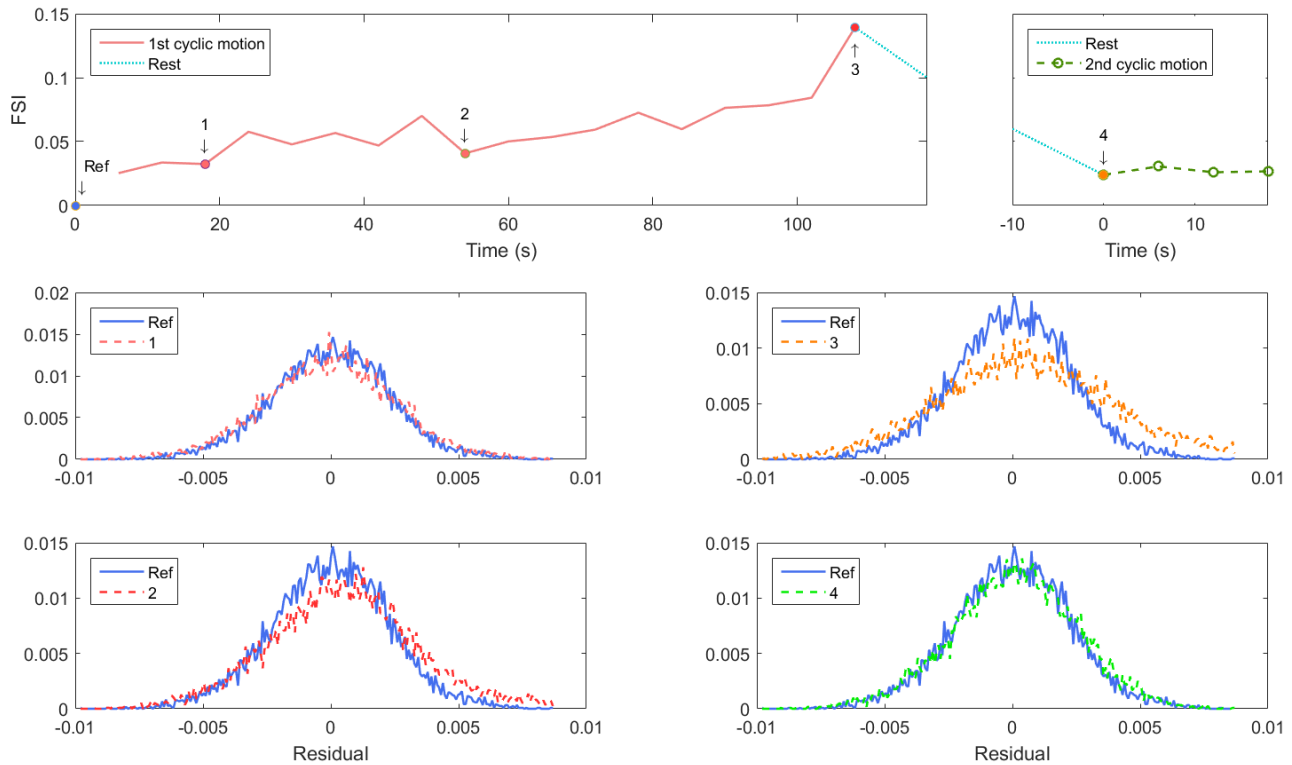 0.15
0.1
0.05
0
FSI
1st cyclic motion
Rest
Ref
1
2
3
0 20 40 60 80 100
Time (s)
Rest
2nd cyclic motion
4
-10 0 10
Time (s)
0.02
0.015
0.01
0.005
0
Ref
1
-0.01 -0.005 0 0.005 0.01
0.015
0.01
0.005
0
Ref
3
-0.01 -0.005 0 0.005 0.01
0.015
0.01
0.005
0
Ref
2
-0.01 -0.005 0 0.005 0.01
Residual
0.015
0.01
0.005
0
Ref
4
-0.01 -0.005 0 0.005 0.01
Residual